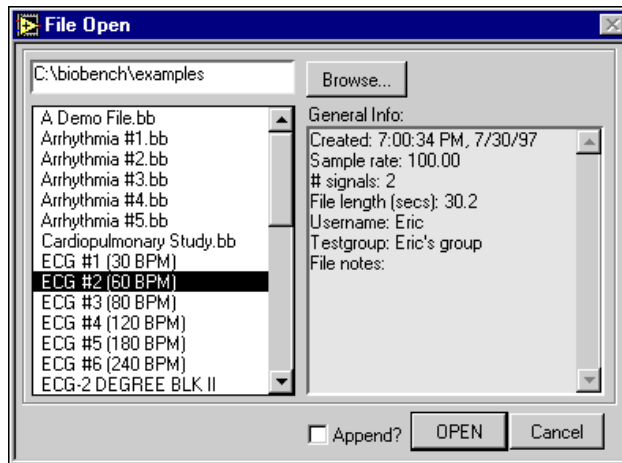 File Open
C:\biobench\examples
Browse...
A Demo File.bb
Arrhythmia #1.bb
Arrhythmia #2.bb
Arrhythmia #3.bb
Arrhythmia #4.bb
Arrhythmia #5.bb
Cardiopulmonary Study.bb
ECG #1 (30 BPM)
ECG #2 (60 BPM)
ECG #3 (80 BPM)
ECG #4 (120 BPM)
ECG #5 (180 BPM)
ECG #6 (240 BPM)
ECG-2 DEGREE BLK II
General Info:
Created: 7:00:34 PM, 7/30/97
Sample rate: 100.00
# signals: 2
File length (secs): 30.2
Username: Eric
Testgroup: Eric's group
File notes:
Append?
OPEN
Cancel